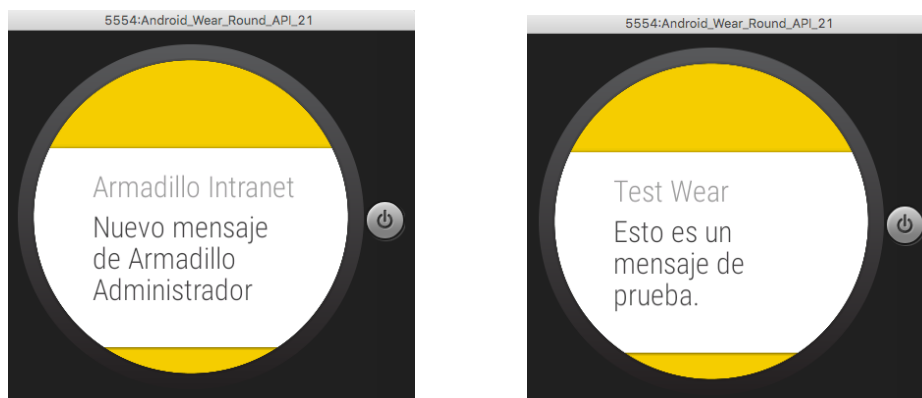 5554:Android_Wear_Round_API_21
Armadillo Intranet
Nuevo mensaje
de Armadillo
Administrador
5554:Android_Wear_Round_API_21
Test Wear
Esto es un
mensaje de
prueba.